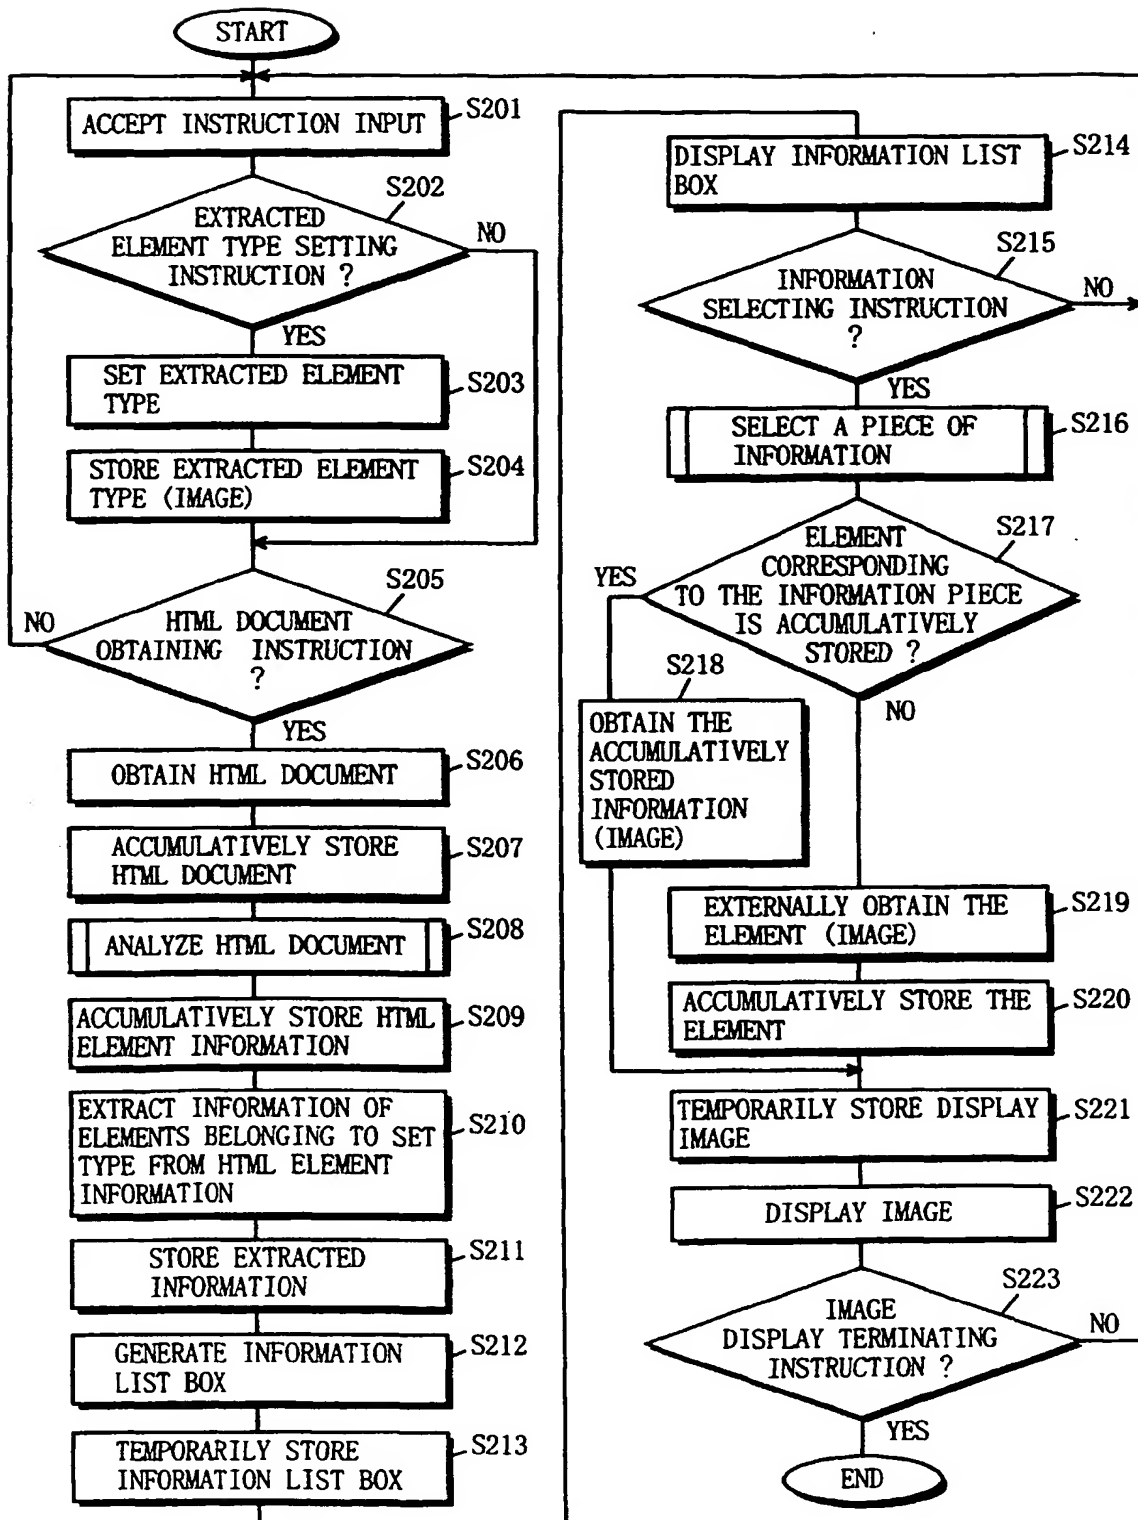 START
ACCEPT INSTRUCTION INPUT
S201
S202
EXTRACTED
ELEMENT TYPE SETTING
INSTRUCTION ?
NO
YES
SET EXTRACTED ELEMENT
TYPE
S203
STORE EXTRACTED ELEMENT
TYPE (IMAGE)
S204
S205
NO
HTML DOCUMENT
OBTAINING INSTRUCTION
?
YES
OBTAIN HTML DOCUMENT
S206
ACCUMULATIVELY STORE
HTML DOCUMENT
S207
ANALYZE HTML DOCUMENT
S208
ACCUMULATIVELY STORE HTML
ELEMENT INFORMATION
S209
EXTRACT INFORMATION OF
ELEMENTS BELONGING TO SET
TYPE FROM HTML ELEMENT
INFORMATION
S210
STORE EXTRACTED
INFORMATION
S211
GENERATE INFORMATION
LIST BOX
S212
TEMPORARILY STORE
INFORMATION LIST BOX
S213
DISPLAY INFORMATION LIST
BOX
S214
S215
INFORMATION
SELECTING INSTRUCTION
?
NO
YES
SELECT A PIECE OF
INFORMATION
S216
S217
ELEMENT
CORRESPONDING
TO THE INFORMATION PIECE
IS ACCUMULATIVELY
STORED ?
YES
NO
S218
OBTAIN THE
ACCUMULATIVELY
STORED
INFORMATION
(IMAGE)
EXTERNALLY OBTAIN THE
ELEMENT (IMAGE)
S219
ACCUMULATIVELY STORE THE
ELEMENT
S220
TEMPORARILY STORE DISPLAY
IMAGE
S221
DISPLAY IMAGE
S222
S223
IMAGE
DISPLAY TERMINATING
INSTRUCTION ?
NO
YES
END